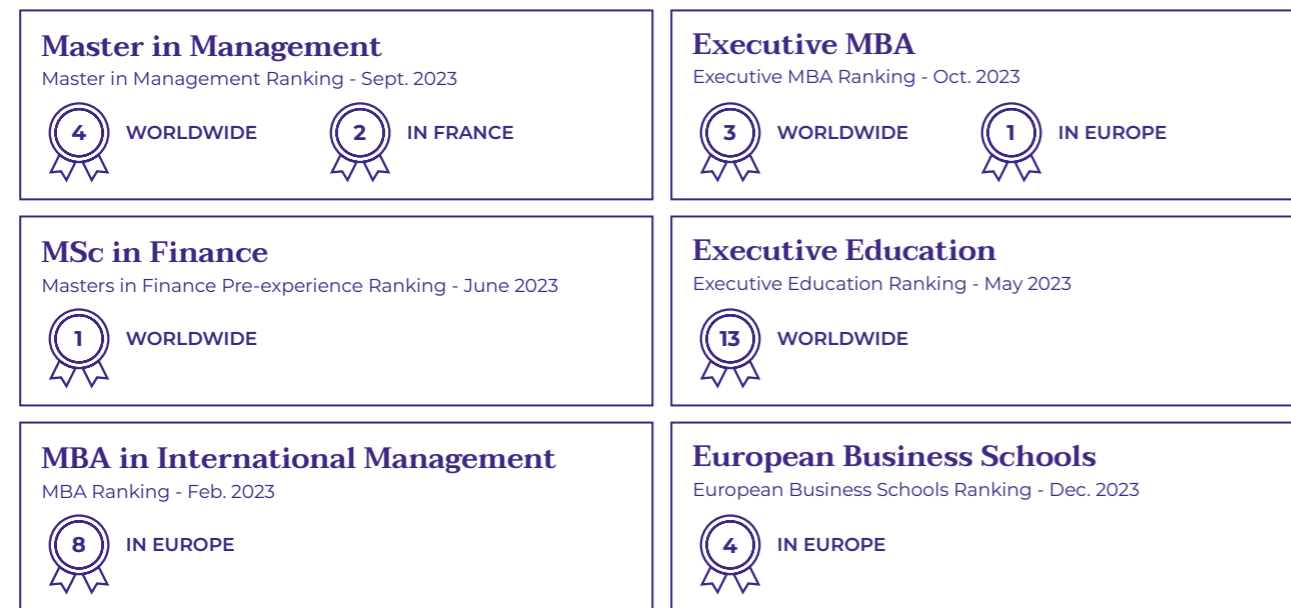 Master in Management
Master in Management Ranking - Sept. 2023
4 WORLDWIDE 2 IN FRANCE
Executive MBA
Executive MBA Ranking - Oct. 2023
3 WORLDWIDE 1 IN EUROPE
MSc in Finance
Masters in Finance Pre-experience Ranking - June 2023
1 WORLDWIDE
Executive Education
Executive Education Ranking - May 2023
13 WORLDWIDE
MBA in International Management
MBA Ranking - Feb. 2023
8 IN EUROPE
European Business Schools
European Business Schools Ranking - Dec. 2023
4 IN EUROPE